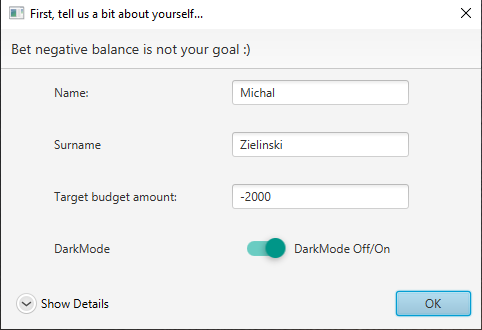 First, tell us a bit about yourself...
Bet negative balance is not your goal :)
Name: Michal
Surname Zielinski
Target budget amount: -2000
DarkMode DarkMode Off/On
Show Details OK